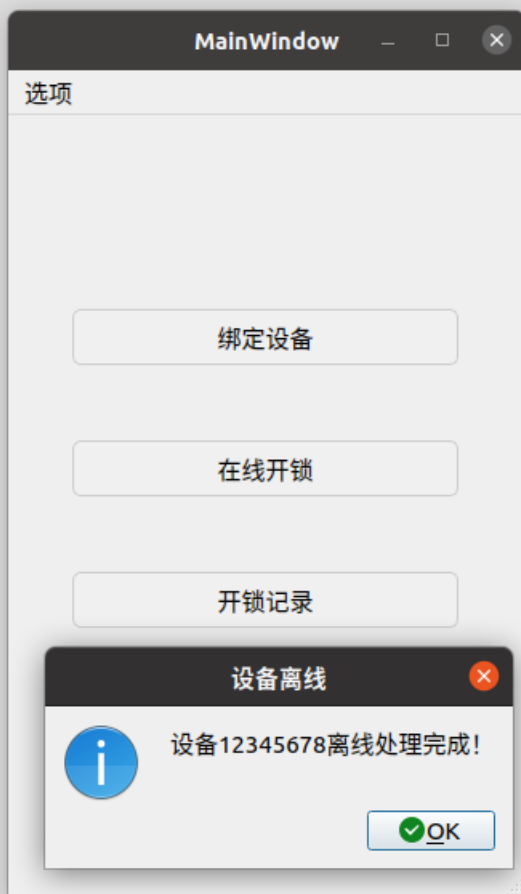 MainWindow
选项
绑定设备
在线开锁
开锁记录
设备离线
设备12345678离线处理完成！
OK